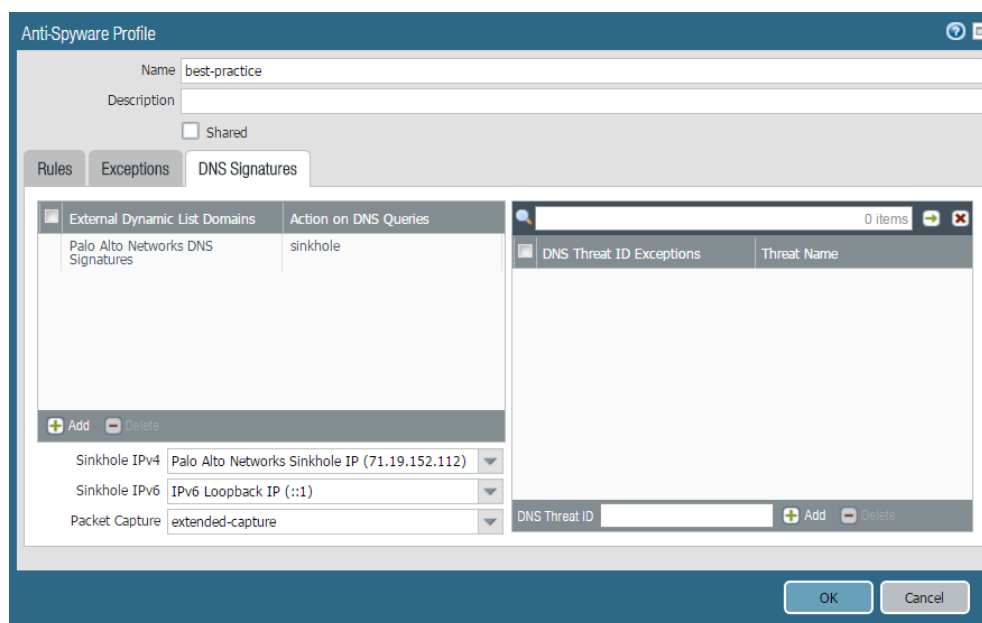 Anti-Spyware Profile
Name best-practice
Description
Shared
Rules Exceptions DNS Signatures
External Dynamic List Domains Action on DNS Queries
Palo Alto Networks DNS Signatures sinkhole
Add Delete
Sinkhole IPv4 Palo Alto Networks Sinkhole IP (71.19.152.112)
Sinkhole IPv6 IPv6 Loopback IP (::1)
Packet Capture extended-capture
0 items
DNS Threat ID Exceptions Threat Name
DNS Threat ID Add Delete
OK Cancel